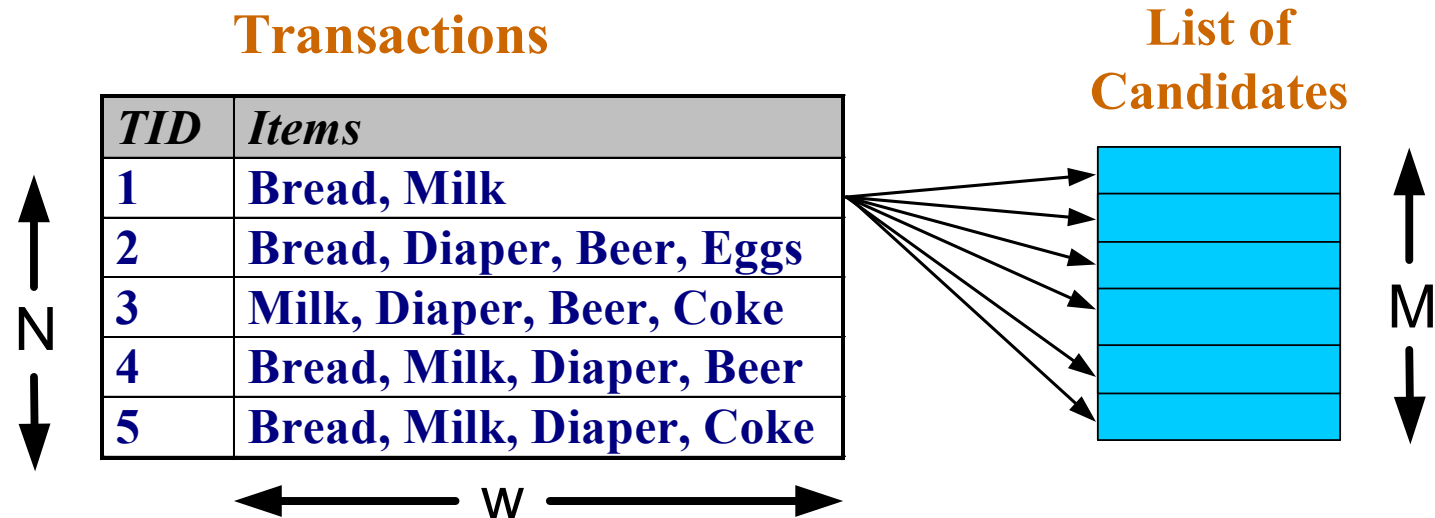 Transactions
List of
Candidates
TID Items
1 Bread, Milk
2 Bread, Diaper, Beer, Eggs
3 Milk, Diaper, Beer, Coke
4 Bread, Milk, Diaper, Beer
5 Bread, Milk, Diaper, Coke
N
M
w